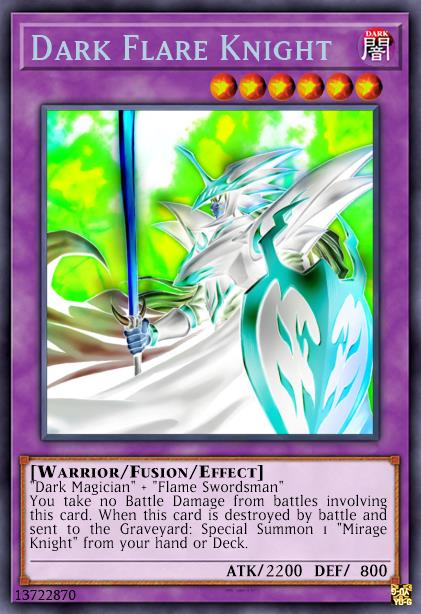 Dark Flare Knight
DARK
闇
[Warrior/Fusion/Effect]
"Dark Magician" + "Flame Swordsman"
You take no Battle Damage from battles involving
this card. When this card is destroyed by battle and
sent to the Graveyard: Special Summon 1 "Mirage
Knight" from your hand or Deck.
ATK/2200 DEF/ 800
13722870